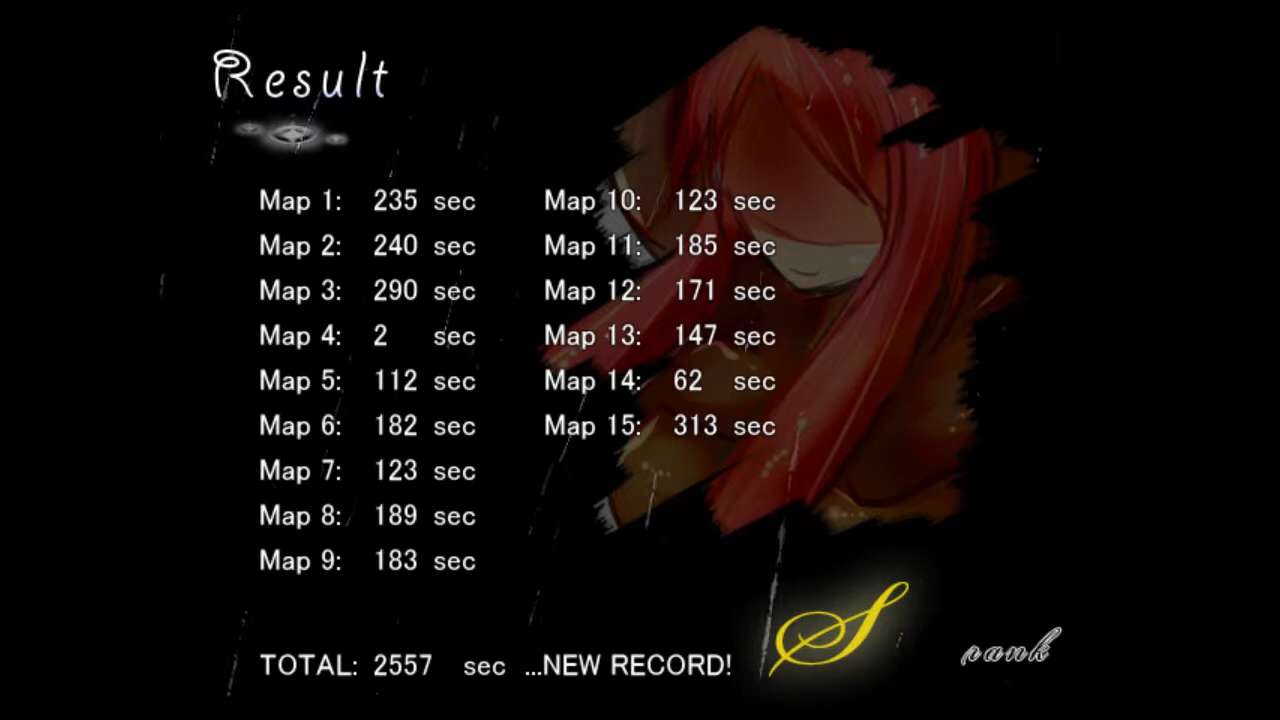 Result
Map 1: 235 sec
Map 2: 240 sec
Map 3: 290 sec
Map 4: 2 sec
Map 5: 112 sec
Map 6: 182 sec
Map 7: 123 sec
Map 8: 189 sec
Map 9: 183 sec
Map 10: 123 sec
Map 11: 185 sec
Map 12: 171 sec
Map 13: 147 sec
Map 14: 62 sec
Map 15: 313 sec
TOTAL: 2557 sec ...NEW RECORD! S rank